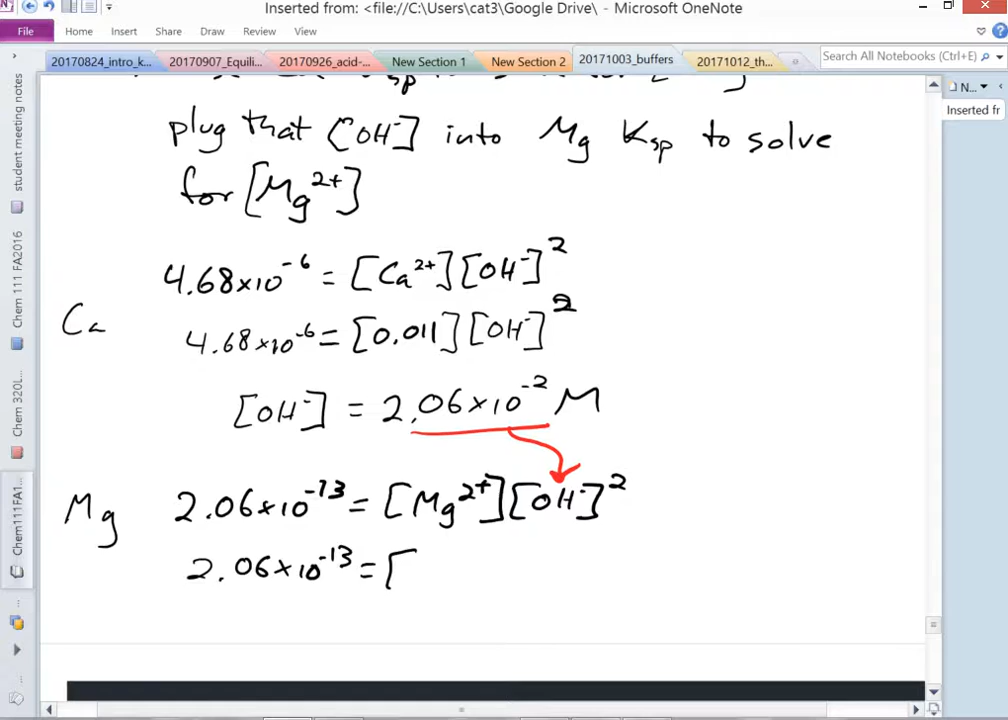 Inserted from: <file://C:\Users\cat3\Google Drive\ - Microsoft OneNote
File Home Insert Share Draw Review View
20170824_intro_k... 20170907_Equili... 20170926_acid-... New Section 1 New Section 2 20171003_buffers 20171012_th... Search All Notebooks (Ctrl+E)
N...
Inserted fr
student meeting notes
Chem 111 FA2016
Chem 320L
Chem111FA1
plug that [OH⁻] into Mg Ksp to solve
for [Mg²⁺]
4.68×10⁻⁶ = [Ca²⁺][OH⁻]²
Ca
4.68×10⁻⁶ = [0.011][OH⁻]²
[OH⁻] = 2.06×10⁻² M
Mg 2.06×10⁻¹³ = [Mg²⁺][OH⁻]²
2.06×10⁻¹³ = [